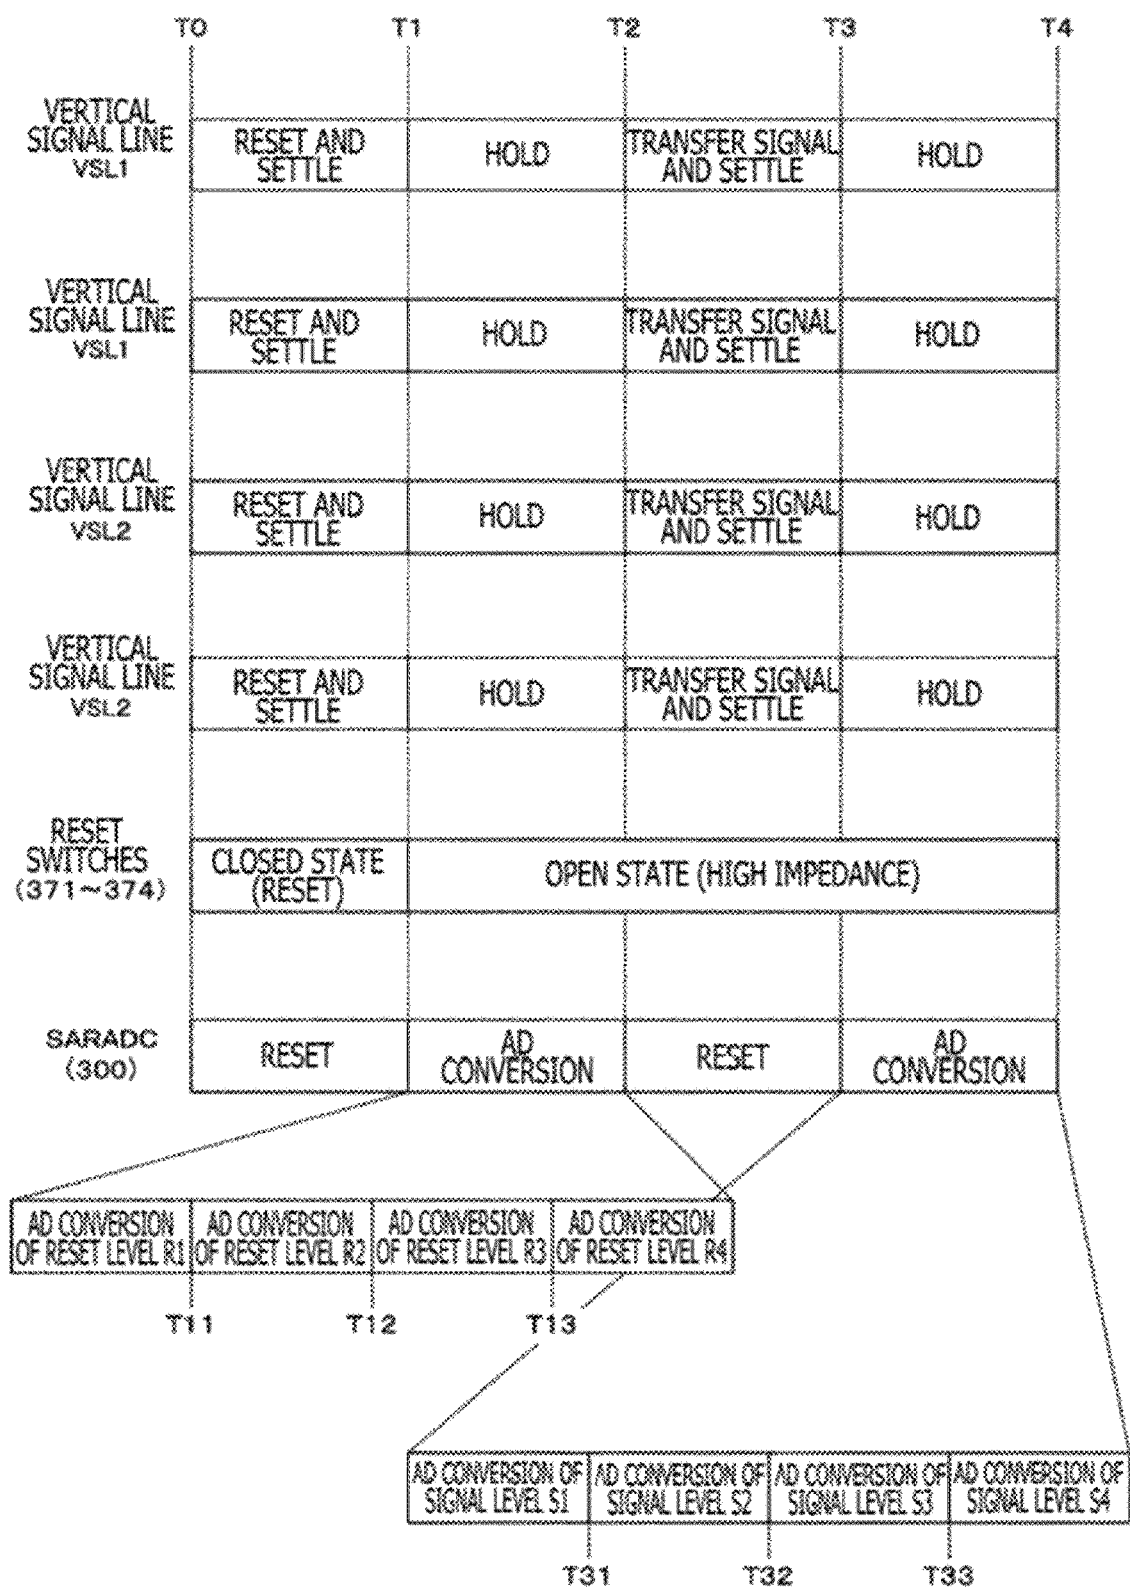 T0 T1 T2 T3 T4
VERTICAL
SIGNAL LINE
VSL1
RESET AND
SETTLE
HOLD
TRANSFER SIGNAL
AND SETTLE
HOLD
VERTICAL
SIGNAL LINE
VSL1
RESET AND
SETTLE
HOLD
TRANSFER SIGNAL
AND SETTLE
HOLD
VERTICAL
SIGNAL LINE
VSL2
RESET AND
SETTLE
HOLD
TRANSFER SIGNAL
AND SETTLE
HOLD
VERTICAL
SIGNAL LINE
VSL2
RESET AND
SETTLE
HOLD
TRANSFER SIGNAL
AND SETTLE
HOLD
RESET
SWITCHES
(371～374)
CLOSED STATE
(RESET)
OPEN STATE (HIGH IMPEDANCE)
SARADC
(300)
RESET
AD
CONVERSION
RESET
AD
CONVERSION
AD CONVERSION
OF RESET LEVEL R1
AD CONVERSION
OF RESET LEVEL R2
AD CONVERSION
OF RESET LEVEL R3
AD CONVERSION
OF RESET LEVEL R4
T11 T12 T13
AD CONVERSION OF
SIGNAL LEVEL S1
AD CONVERSION OF
SIGNAL LEVEL S2
AD CONVERSION OF
SIGNAL LEVEL S3
AD CONVERSION OF
SIGNAL LEVEL S4
T31 T32 T33